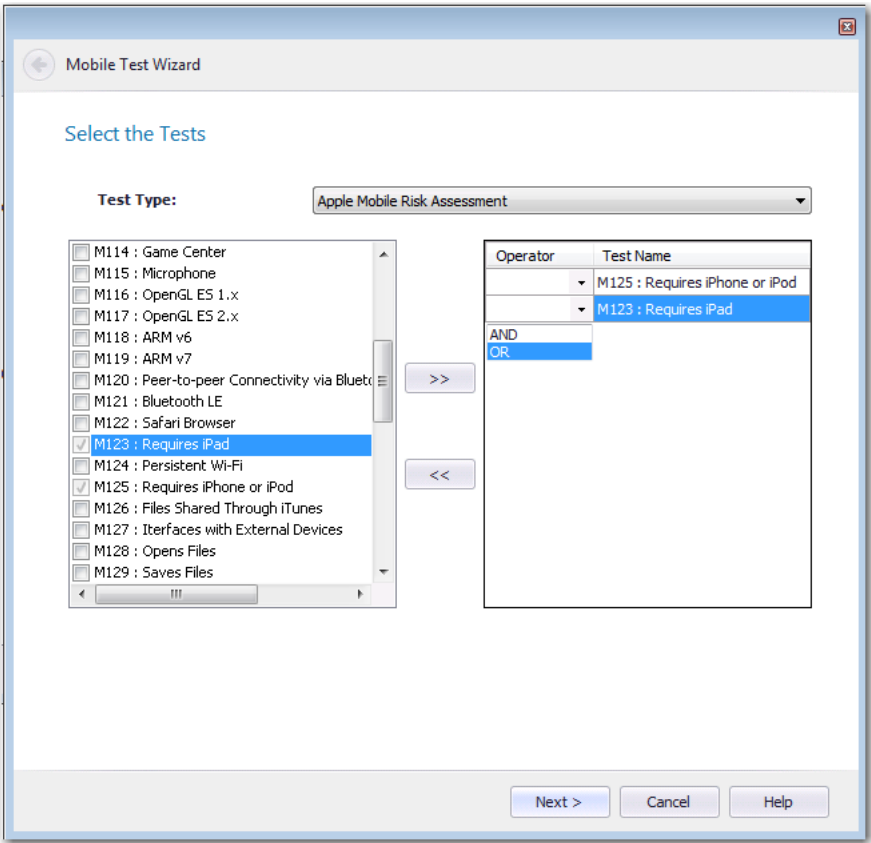 Mobile Test Wizard
Select the Tests
Test Type:
Apple Mobile Risk Assessment
M114 : Game Center
M115 : Microphone
M116 : OpenGL ES 1.x
M117 : OpenGL ES 2.x
M118 : ARM v6
M119 : ARM v7
M120 : Peer-to-peer Connectivity via Blueto
M121 : Bluetooth LE
M122 : Safari Browser
M123 : Requires iPad
M124 : Persistent Wi-Fi
M125 : Requires iPhone or iPod
M126 : Files Shared Through iTunes
M127 : Iterfaces with External Devices
M128 : Opens Files
M129 : Saves Files
>>
<<
Operator Test Name
M125 : Requires iPhone or iPod
M123 : Requires iPad
AND
OR
Next >
Cancel
Help